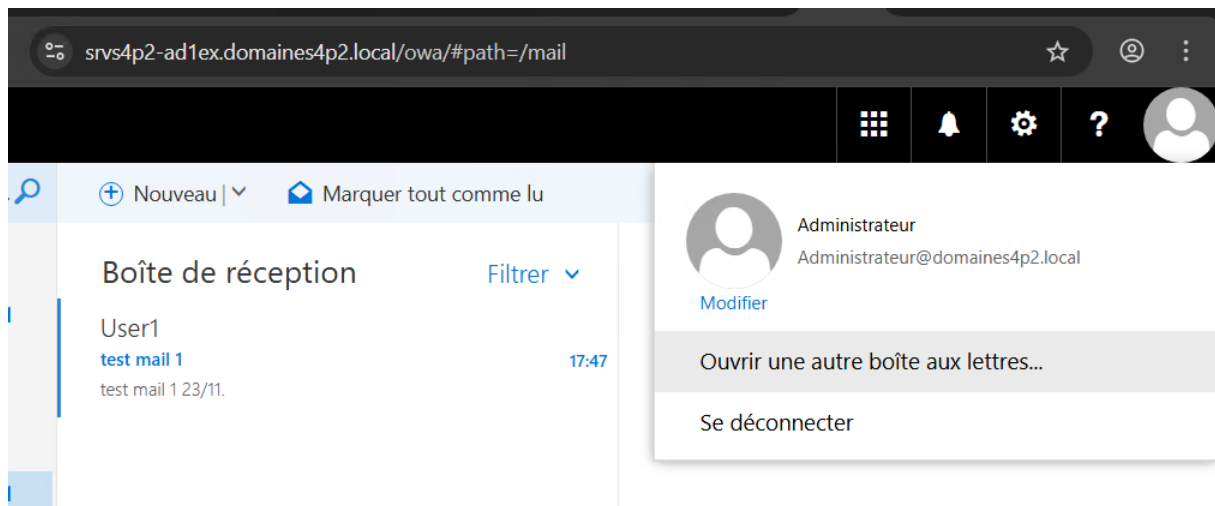 srvs4p2-ad1ex.domaines4p2.local/owa/#path=/mail
?
Nouveau |
Marquer tout comme lu
Administrateur
Administrateur@domaines4p2.local
Modifier
Ouvrir une autre boîte aux lettres...
Se déconnecter
Boîte de réception
Filtrer
User1
test mail 1
17:47
test mail 1 23/11.